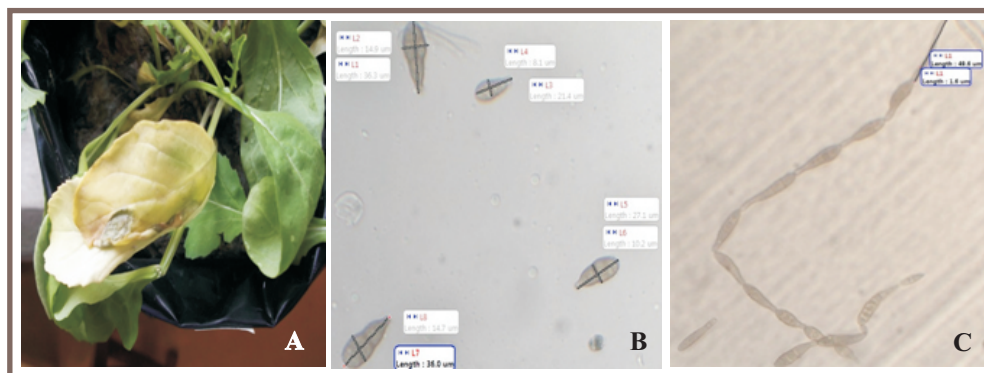 L2
Length : 14.9 um
L1
Length : 38.3 um
L4
Length : 8.1 um
L3
Length : 21.4 um
L5
Length : 27.1 um
L6
Length : 10.2 um
L8
Length : 14.7 um
L7
Length : 36.0 um
Length : 48.8 um
Length : 1.6 um
A
B
C